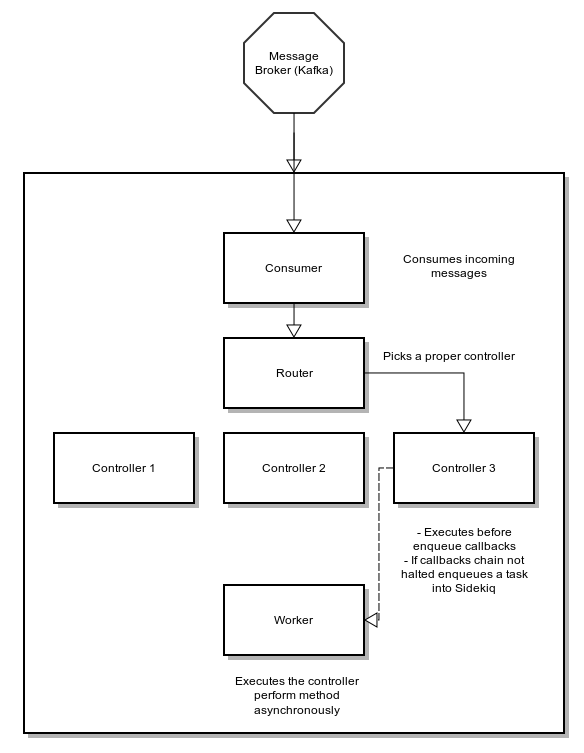 Message
Broker (Kafka)
Consumer
Consumes incoming
messages
Router
Picks a proper controller
Controller 1
Controller 2
Controller 3
- Executes before
enqueue callbacks
- If callbacks chain not
halted enqueues a task
into Sidekiq
Worker
Executes the controller
perform method
asynchronously